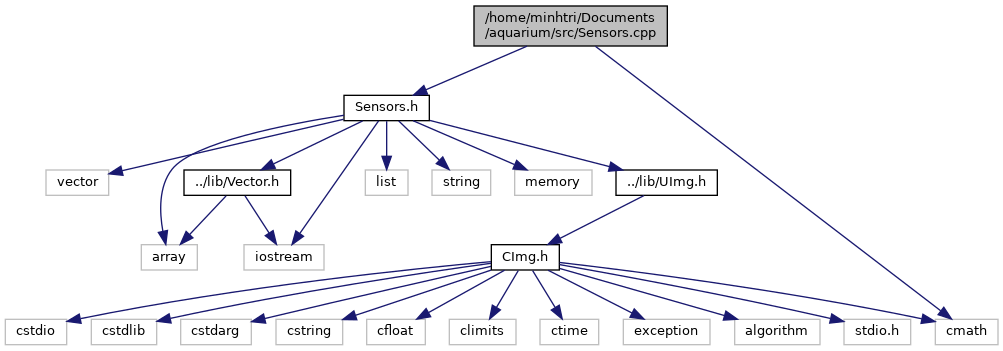 /home/minhtri/Documents
/aquarium/src/Sensors.cpp
Sensors.h
vector
../lib/Vector.h
list
string
memory
../lib/UImg.h
array
iostream
CImg.h
cstdio
cstdlib
cstdarg
cstring
cfloat
climits
ctime
exception
algorithm
stdio.h
cmath